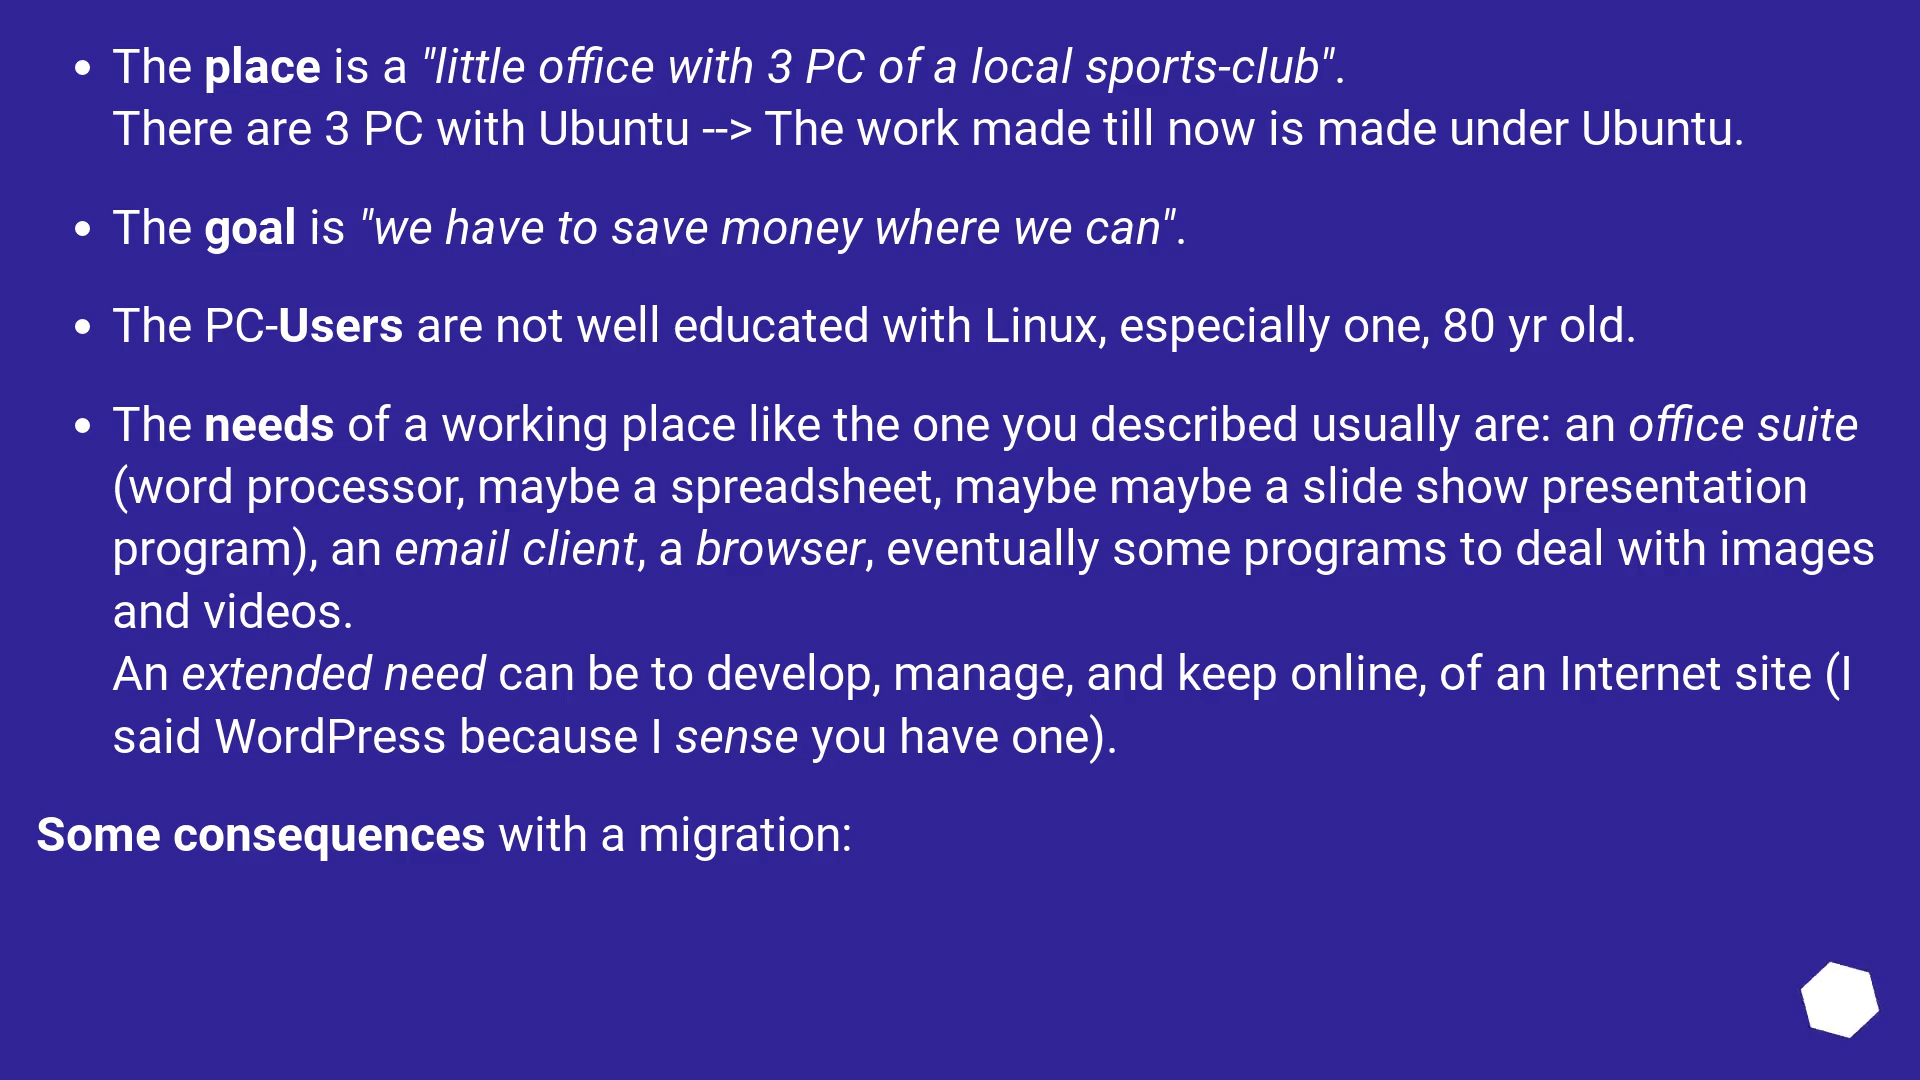 The place is a "little office with 3 PC of a local sports-club".
There are 3 PC with Ubuntu --> The work made till now is made under Ubuntu.
The goal is "we have to save money where we can".
The PC-Users are not well educated with Linux, especially one, 80 yr old.
The needs of a working place like the one you described usually are: an office suite
(word processor, maybe a spreadsheet, maybe maybe a slide show presentation
program), an email client, a browser, eventually some programs to deal with images
and videos.
An extended need can be to develop, manage, and keep online, of an Internet site (I
said WordPress because I sense you have one).
Some consequences with a migration: